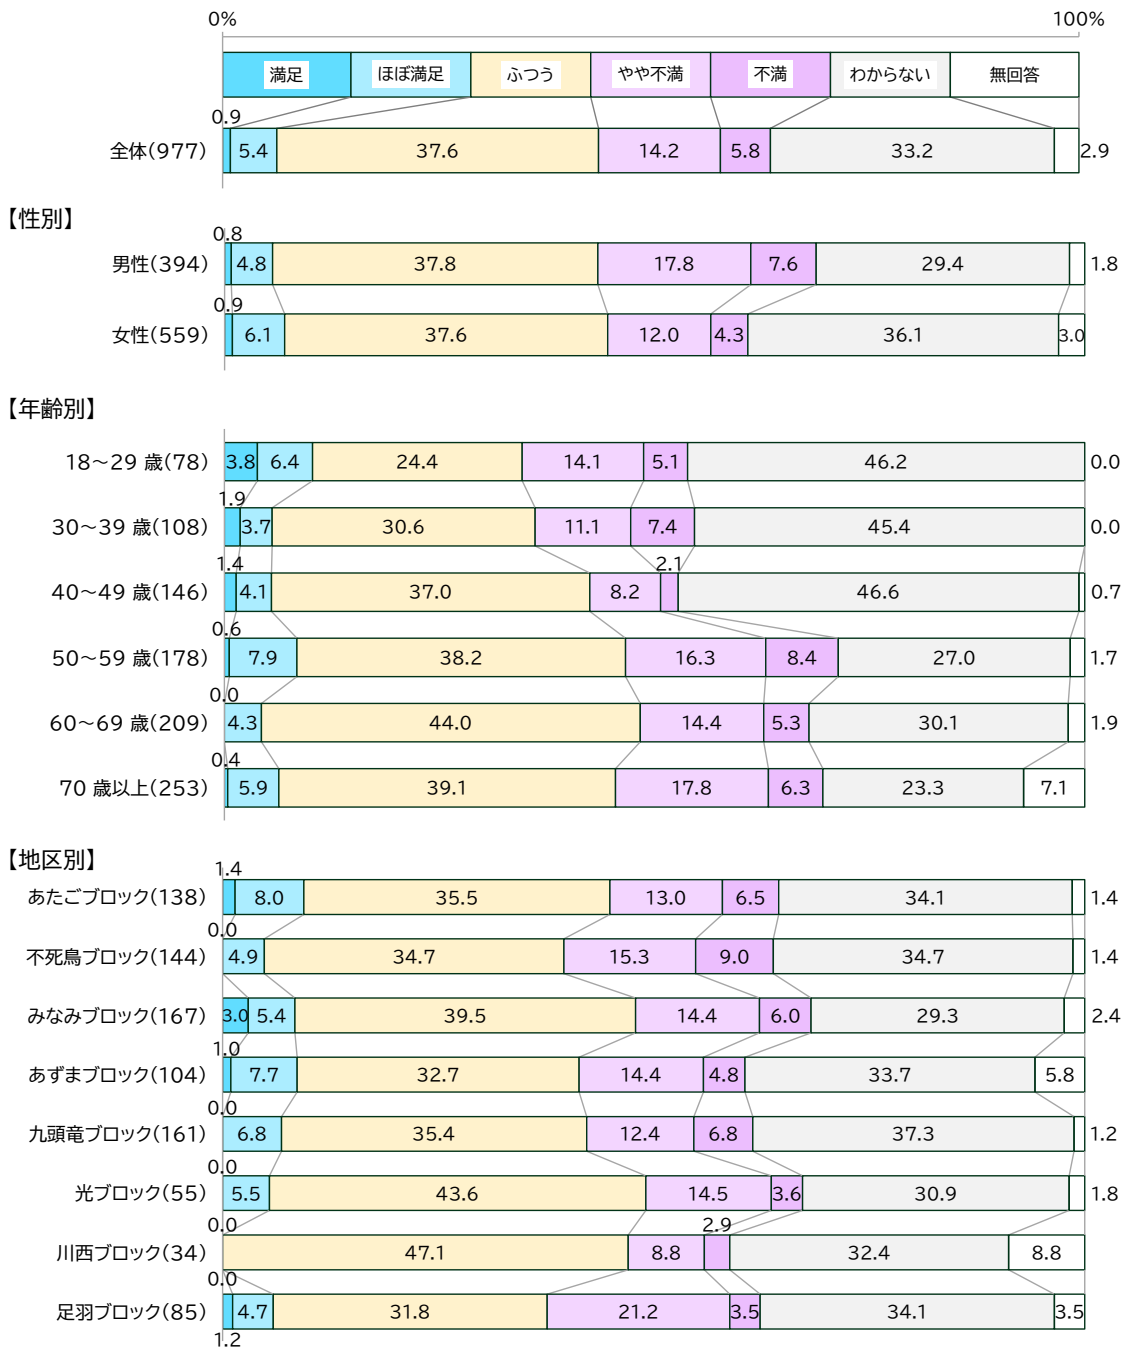 0% 100%
満足 ほぼ満足 ふつう やや不満 不満 わからない 無回答
0.9
全体(977) 5.4 37.6 14.2 5.8 33.2 2.9
【性別】
0.8
男性(394) 4.8 37.8 17.8 7.6 29.4 1.8
0.9
女性(559) 6.1 37.6 12.0 4.3 36.1 3.0
【年齢別】
18～29 歳(78) 3.8 6.4 24.4 14.1 5.1 46.2 0.0
1.9
30～39 歳(108) 3.7 30.6 11.1 7.4 45.4 0.0
1.4 2.1
40～49 歳(146) 4.1 37.0 8.2 46.6 0.7
0.6
50～59 歳(178) 7.9 38.2 16.3 8.4 27.0 1.7
0.0
60～69 歳(209) 4.3 44.0 14.4 5.3 30.1 1.9
0.4
70 歳以上(253) 5.9 39.1 17.8 6.3 23.3 7.1
【地区別】
1.4
あたごブロック(138) 8.0 35.5 13.0 6.5 34.1 1.4
0.0
不死鳥ブロック(144) 4.9 34.7 15.3 9.0 34.7 1.4
みなみブロック(167) 3.0 5.4 39.5 14.4 6.0 29.3 2.4
1.0
あずまブロック(104) 7.7 32.7 14.4 4.8 33.7 5.8
0.0
九頭竜ブロック(161) 6.8 35.4 12.4 6.8 37.3 1.2
0.0
光ブロック(55) 5.5 43.6 14.5 3.6 30.9 1.8
0.0 2.9
川西ブロック(34) 47.1 8.8 32.4 8.8
0.0
足羽ブロック(85) 4.7 31.8 21.2 3.5 34.1 3.5
1.2